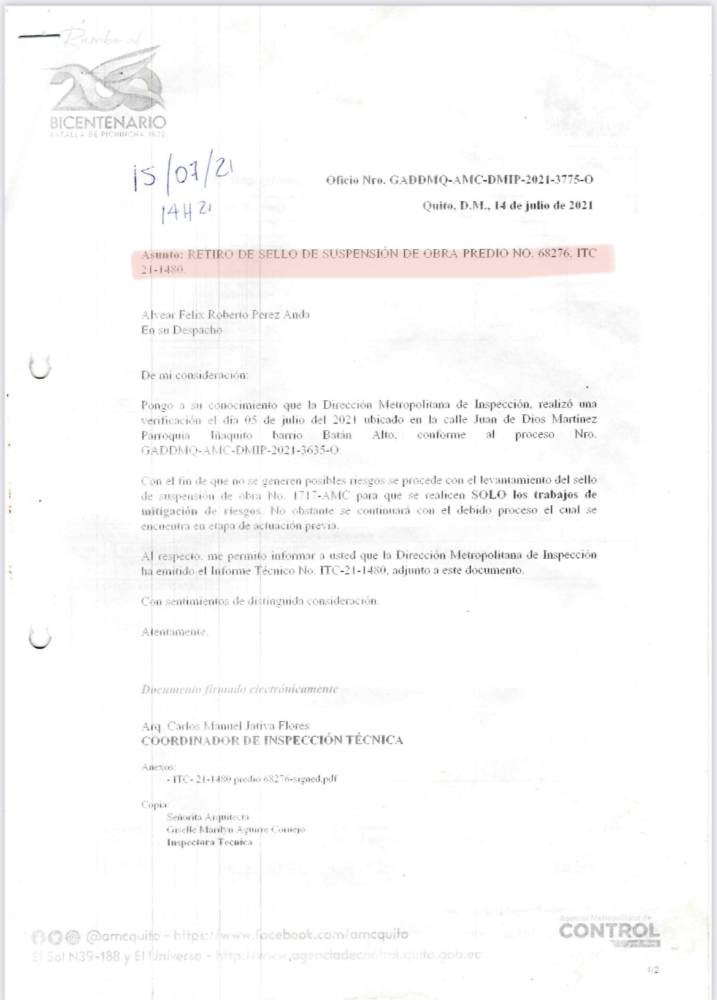 Rumbo al
200
BICENTENARIO
BATALLA DE PICHINCHA 1822
15/07/21
14H21
Oficio Nro. GADDMQ-AMC-DMIP-2021-3775-O
Quito, D.M., 14 de julio de 2021
Asunto: RETIRO DE SELLO DE SUSPENSIÓN DE OBRA PREDIO NO. 68276, ITC
21-1480.
Alvear Felix Roberto Perez Anda
En su Despacho
De mi consideración:
Pongo a su conocimiento que la Dirección Metropolitana de Inspección, realizó una
verificación el día 05 de julio del 2021 ubicado en la calle Juan de Dios Martínez
Parroquia Iñaquito barrio Batán Alto, conforme al proceso Nro.
GADDMQ-AMC-DMIP-2021-3635-O.
Con el fin de que no se generen posibles riesgos se procede con el levantamiento del sello
de suspensión de obra No. 1717-AMC para que se realicen SOLO los trabajos de
mitigación de riesgos. No obstante se continuará con el debido proceso el cual se
encuentra en etapa de actuación previa.
Al respecto, me permito informar a usted que la Dirección Metropolitana de Inspección
ha emitido el Informe Técnico No. ITC-21-1480, adjunto a este documento.
Con sentimientos de distinguida consideración.
Atentamente,
Documento firmado electrónicamente
Arq. Carlos Manuel Jativa Flores
COORDINADOR DE INSPECCIÓN TÉCNICA
Anexos:
- ITC- 21-1480 predio 68276-signed.pdf
Copia:
Señorita Arquitecta
Giselle Marilyn Aguirre Cornejo
Inspectora Tecnica
@amcquito - https://www.facebook.com/amcquito
El Sol N39-188 y El Universo - http://www.agenciadecontrol.quito.gob.ec
Agencia Metropolitana de
CONTROL
1/2